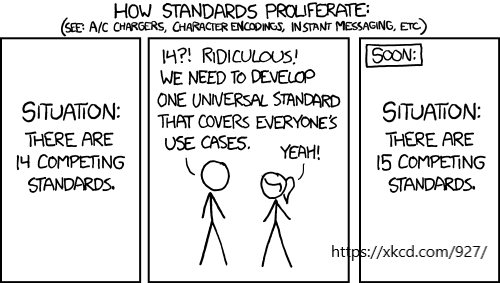 HOW STANDARDS PROLIFERATE:
(SEE: A/C CHARGERS, CHARACTER ENCODINGS, INSTANT MESSAGING, ETC.)
SITUATION:
THERE ARE
14 COMPETING
STANDARDS.
14?! RIDICULOUS!
WE NEED TO DEVELOP
ONE UNIVERSAL STANDARD
THAT COVERS EVERYONE'S
USE CASES.
YEAH!
SOON:
SITUATION:
THERE ARE
15 COMPETING
STANDARDS.
https://xkcd.com/927/